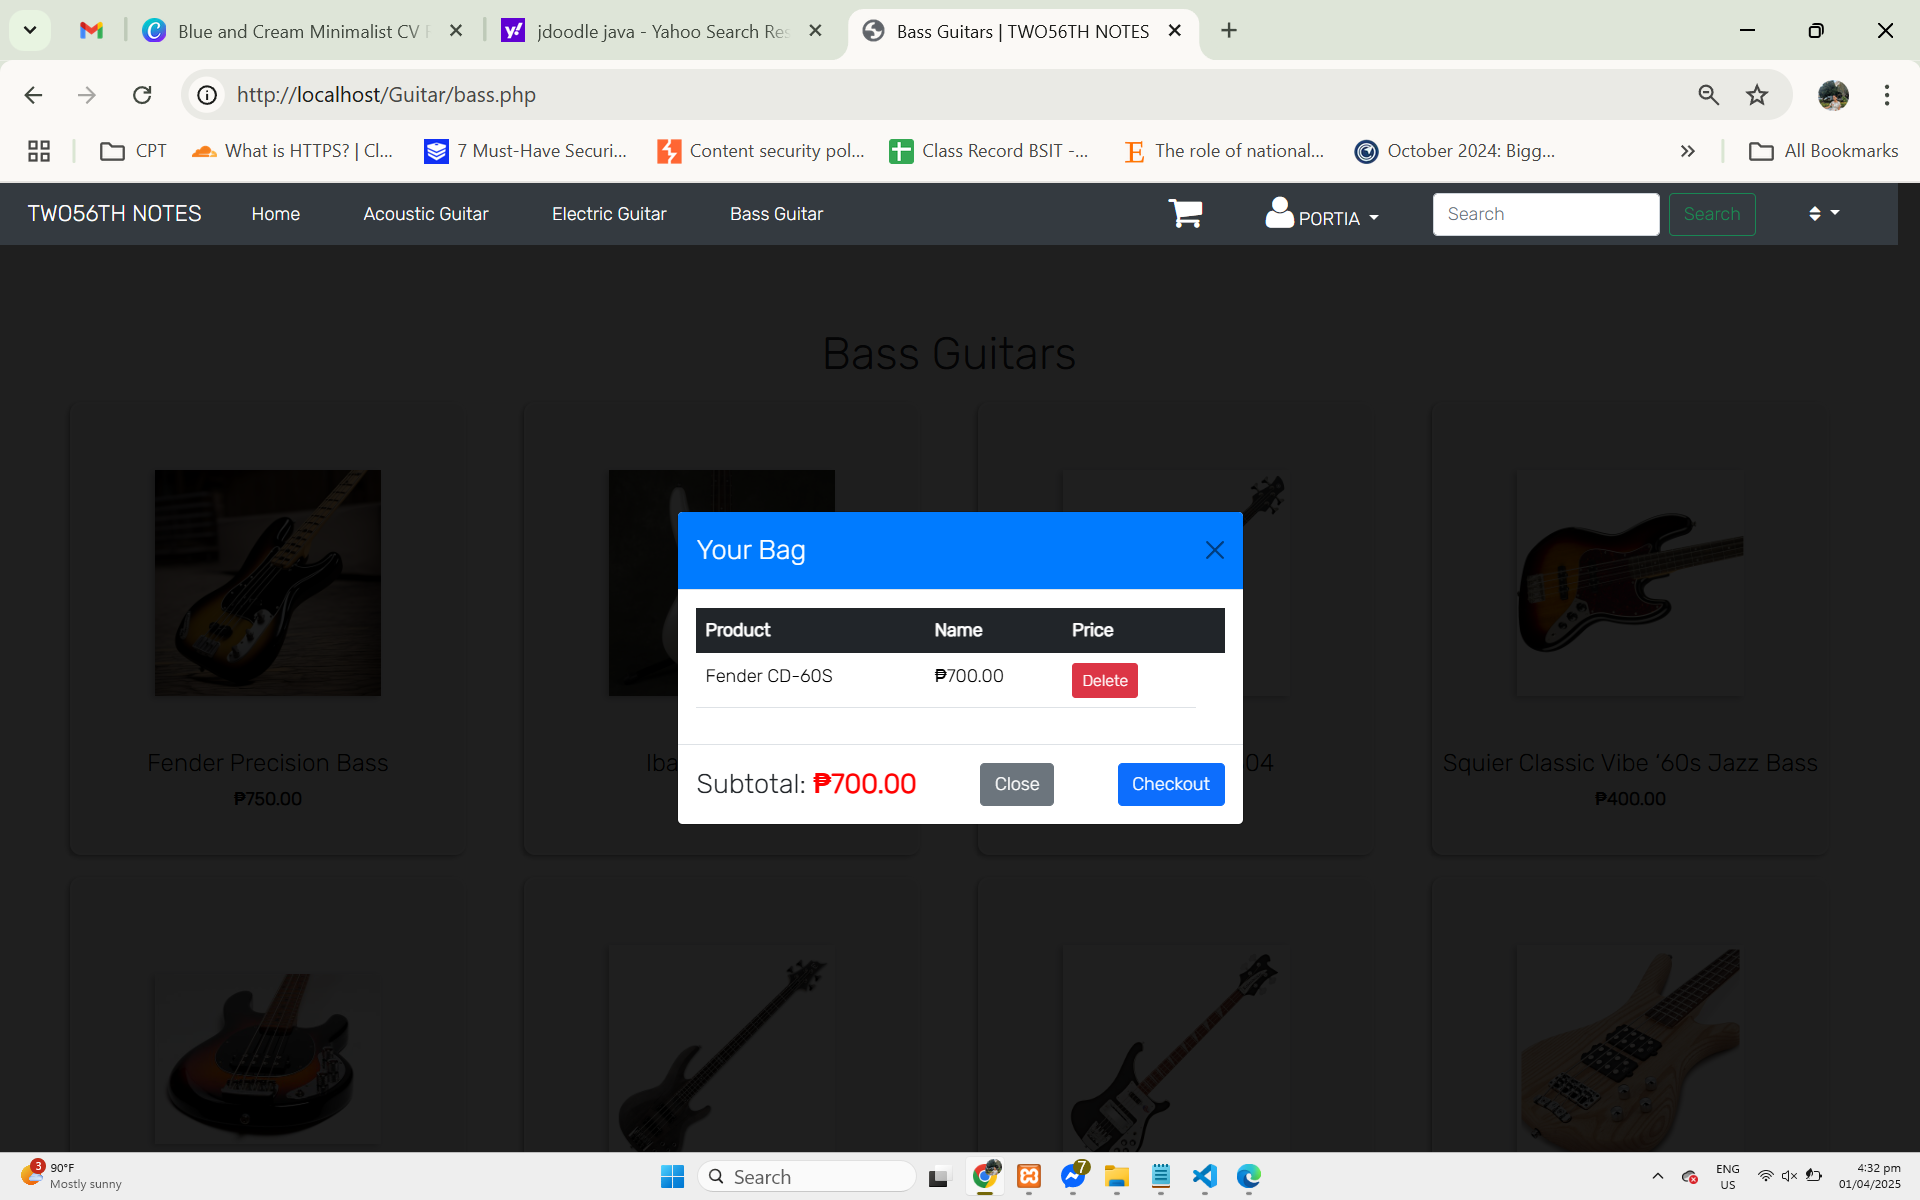 Blue and Cream Minimalist CV F
jdoodle java - Yahoo Search Res
Bass Guitars | TWO56TH NOTES
http://localhost/Guitar/bass.php
CPT
What is HTTPS? | Cl...
7 Must-Have Securi...
Content security pol...
Class Record BSIT -...
The role of national...
October 2024: Bigg...
All Bookmarks
TWO56TH NOTES
Home
Acoustic Guitar
Electric Guitar
Bass Guitar
PORTIA
Search
Search
Bass Guitars
Your Bag
Product Name Price
Fender CD-60S ₱700.00 Delete
Subtotal: ₱700.00
Close
Checkout
Fender Precision Bass
₱750.00
Iba
04
Squier Classic Vibe '60s Jazz Bass
₱400.00
3
90°F
Mostly sunny
Search
7
ENG
US
4:32 pm
01/04/2025